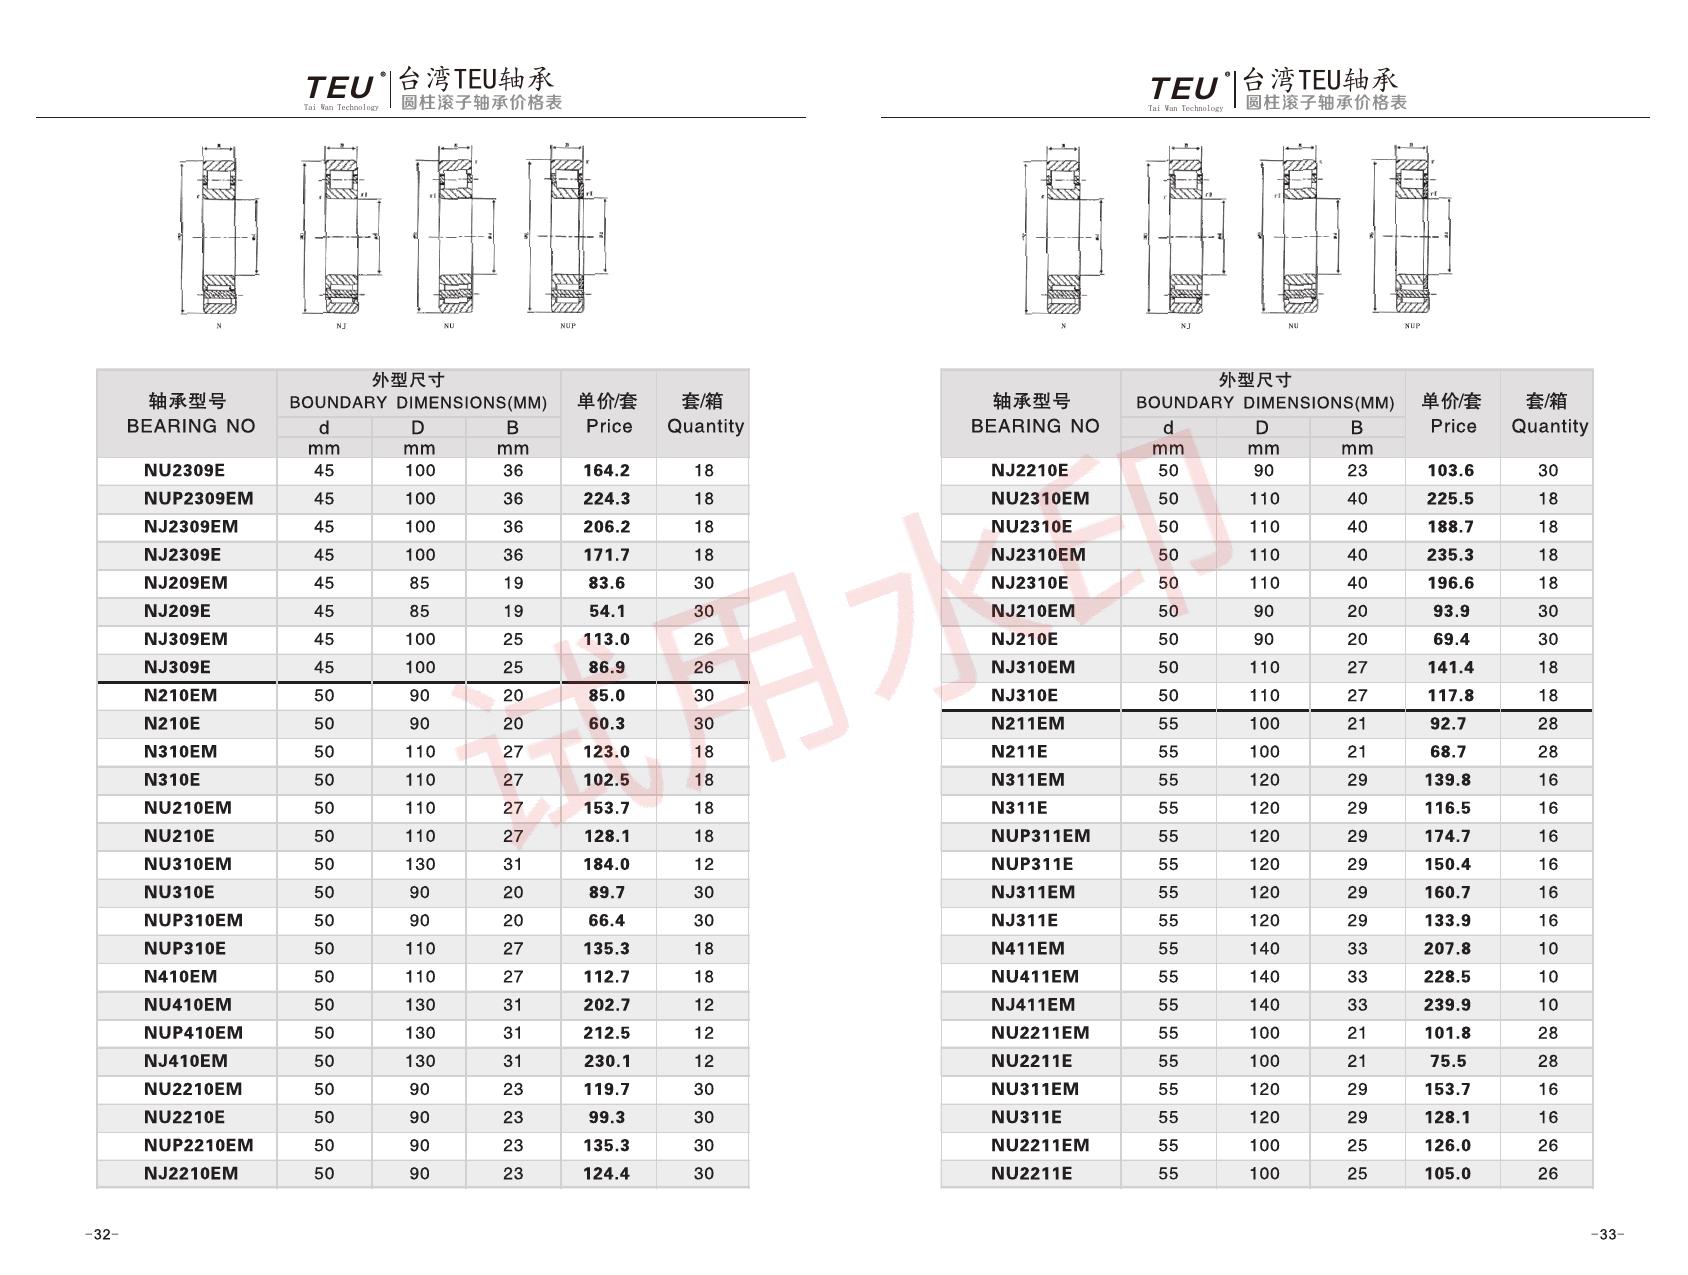 TEU® 台湾TEU轴承
Tai Wan Technology 圆柱滚子轴承价格表
N NJ NU NUP
轴承型号 外型尺寸 单价/套 套/箱
BEARING NO BOUNDARY DIMENSIONS(MM) Price Quantity
d D B
mm mm mm
NU2309E 45 100 36 164.2 18
NUP2309EM 45 100 36 224.3 18
NJ2309EM 45 100 36 206.2 18
NJ2309E 45 100 36 171.7 18
NJ209EM 45 85 19 83.6 30
NJ209E 45 85 19 54.1 30
NJ309EM 45 100 25 113.0 26
NJ309E 45 100 25 86.9 26
N210EM 50 90 20 85.0 30
N210E 50 90 20 60.3 30
N310EM 50 110 27 123.0 18
N310E 50 110 27 102.5 18
NU210EM 50 110 27 153.7 18
NU210E 50 110 27 128.1 18
NU310EM 50 130 31 184.0 12
NU310E 50 90 20 89.7 30
NUP310EM 50 90 20 66.4 30
NUP310E 50 110 27 135.3 18
N410EM 50 110 27 112.7 18
NU410EM 50 130 31 202.7 12
NUP410EM 50 130 31 212.5 12
NJ410EM 50 130 31 230.1 12
NU2210EM 50 90 23 119.7 30
NU2210E 50 90 23 99.3 30
NUP2210EM 50 90 23 135.3 30
NJ2210EM 50 90 23 124.4 30
-32-
TEU® 台湾TEU轴承
Tai Wan Technology 圆柱滚子轴承价格表
N NJ NU NUP
轴承型号 外型尺寸 单价/套 套/箱
BEARING NO BOUNDARY DIMENSIONS(MM) Price Quantity
d D B
mm mm mm
NJ2210E 50 90 23 103.6 30
NU2310EM 50 110 40 225.5 18
NU2310E 50 110 40 188.7 18
NJ2310EM 50 110 40 235.3 18
NJ2310E 50 110 40 196.6 18
NJ210EM 50 90 20 93.9 30
NJ210E 50 90 20 69.4 30
NJ310EM 50 110 27 141.4 18
NJ310E 50 110 27 117.8 18
N211EM 55 100 21 92.7 28
N211E 55 100 21 68.7 28
N311EM 55 120 29 139.8 16
N311E 55 120 29 116.5 16
NUP311EM 55 120 29 174.7 16
NUP311E 55 120 29 150.4 16
NJ311EM 55 120 29 160.7 16
NJ311E 55 120 29 133.9 16
N411EM 55 140 33 207.8 10
NU411EM 55 140 33 228.5 10
NJ411EM 55 140 33 239.9 10
NU2211EM 55 100 21 101.8 28
NU2211E 55 100 21 75.5 28
NU311EM 55 120 29 153.7 16
NU311E 55 120 29 128.1 16
NU2211EM 55 100 25 126.0 26
NU2211E 55 100 25 105.0 26
-33-
试用水印